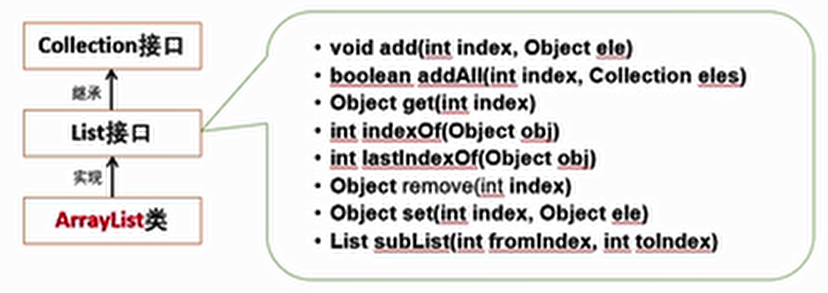 Collection接口
继承
List接口
实现
ArrayList类
• void add(int index, Object ele)
• boolean addAll(int index, Collection eles)
• Object get(int index)
• int indexOf(Object obj)
• int lastIndexOf(Object obj)
• Object remove(int index)
• Object set(int index, Object ele)
• List subList(int fromIndex, int toIndex)